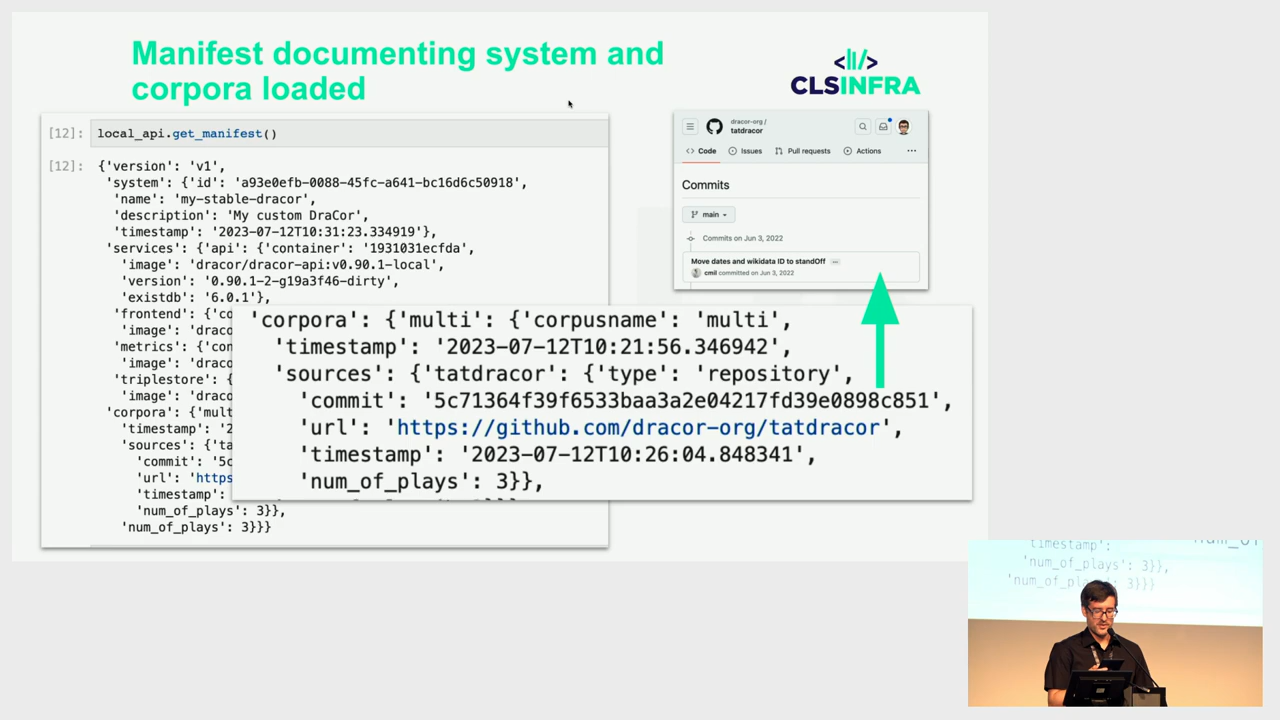 Manifest documenting system and
corpora loaded
</||/>
CLSINFRA
[12]: local_api.get_manifest()
[12]: {'version': 'v1',
'system': {'id': 'a93e0efb-0088-45fc-a641-bc16d6c50918',
'name': 'my-stable-dracor',
'description': 'My custom DraCor',
'timestamp': '2023-07-12T10:31:23.334919'},
'services': {'api': {'container': '1931031ecfda',
'image': 'dracor/dracor-api:v0.90.1-local',
'version': '0.90.1-2-g19a3f46-dirty',
'existdb': '6.0.1'},
'frontend': {'co
'image': 'draco
'metrics': {'con
'image': 'draco
'triplestore': {
'image': 'draco
'corpora': {'mult
'timestamp': '2
'sources': {'ta
'commit': '5c
'url': 'https
'timestamp':
'num_of_plays': 3}},
'num_of_plays': 3}}}
dracor-org /
tatdracor
Code Issues Pull requests Actions ...
Commits
main
Commits on Jun 3, 2022
Move dates and wikidata ID to standOff ...
cmil committed on Jun 3, 2022
'corpora': {'multi': {'corpusname': 'multi',
'timestamp': '2023-07-12T10:21:56.346942',
'sources': {'tatdracor': {'type': 'repository',
'commit': '5c71364f39f6533baa3a2e04217fd39e0898c851',
'url': 'https://github.com/dracor-org/tatdracor',
'timestamp': '2023-07-12T10:26:04.848341',
'num_of_plays': 3}},
timestamp':
'num_of_plays': 3}},
'num_of_plays': 3}}}